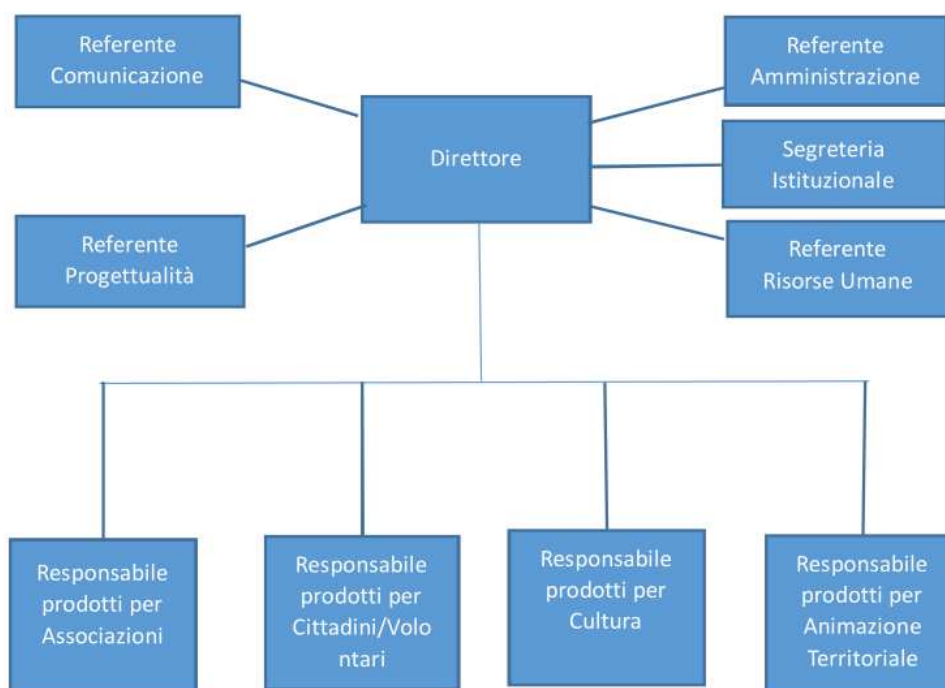 Referente
Comunicazione
Referente
Amministrazione
Direttore
Segreteria
Istituzionale
Referente
Progettualità
Referente
Risorse Umane
Responsabile
prodotti per
Associazioni
Responsabile
prodotti per
Cittadini/Volo
ntari
Responsabile
prodotti per
Cultura
Responsabile
prodotti per
Animazione
Territoriale